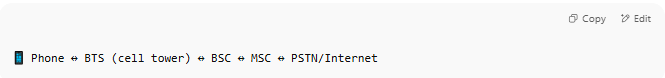 Copy Edit
📱 Phone ↔ BTS (cell tower) ↔ BSC ↔ MSC ↔ PSTN/Internet